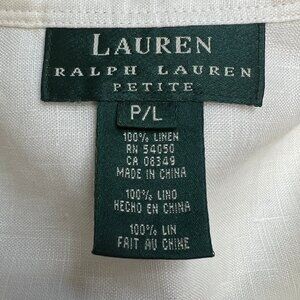 LAUREN
RALPH LAUREN
PETITE
P/L
100% LINEN
RN 54050
CA 08349
MADE IN CHINA
100% LINO
HECHO EN CHINA
100% LIN
FAIT AU CHINE